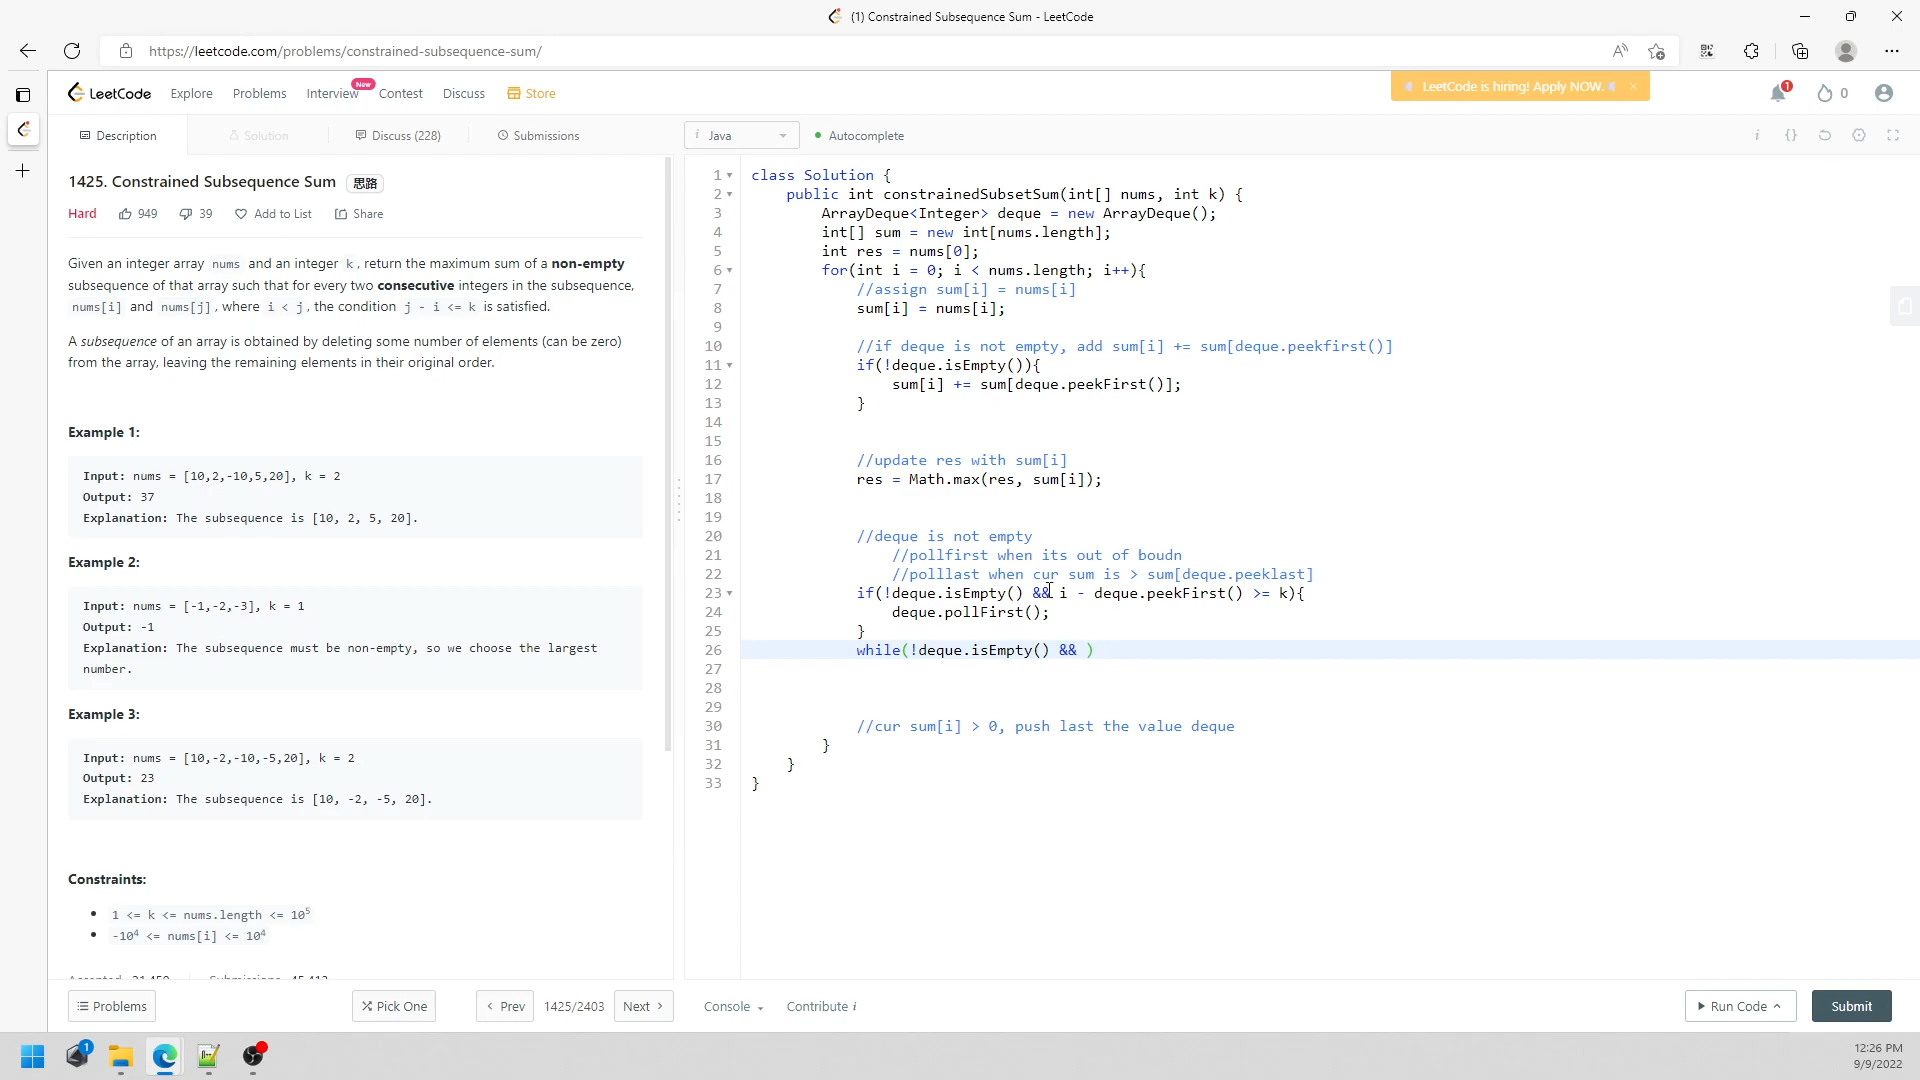 (1) Constrained Subsequence Sum - LeetCode
https://leetcode.com/problems/constrained-subsequence-sum/
LeetCode Explore Problems Interview New Contest Discuss Store
LeetCode is hiring! Apply NOW. ×
1 0
Description Solution Discuss (228) Submissions
i Java Autocomplete
1425. Constrained Subsequence Sum 思路
Hard 949 39 Add to List Share
Given an integer array nums and an integer k, return the maximum sum of a non-empty
subsequence of that array such that for every two consecutive integers in the subsequence,
nums[i] and nums[j], where i < j, the condition j - i <= k is satisfied.
A subsequence of an array is obtained by deleting some number of elements (can be zero)
from the array, leaving the remaining elements in their original order.
Example 1:
Input: nums = [10,2,-10,5,20], k = 2
Output: 37
Explanation: The subsequence is [10, 2, 5, 20].
Example 2:
Input: nums = [-1,-2,-3], k = 1
Output: -1
Explanation: The subsequence must be non-empty, so we choose the largest
number.
Example 3:
Input: nums = [10,-2,-10,-5,20], k = 2
Output: 23
Explanation: The subsequence is [10, -2, -5, 20].
Constraints:
1 <= k <= nums.length <= 10⁵
-10⁴ <= nums[i] <= 10⁴
1 class Solution {
2 public int constrainedSubsetSum(int[] nums, int k) {
3 ArrayDeque<Integer> deque = new ArrayDeque();
4 int[] sum = new int[nums.length];
5 int res = nums[0];
6 for(int i = 0; i < nums.length; i++){
7 //assign sum[i] = nums[i]
8 sum[i] = nums[i];
9
10 //if deque is not empty, add sum[i] += sum[deque.peekfirst()]
11 if(!deque.isEmpty()){
12 sum[i] += sum[deque.peekFirst()];
13 }
14
15
16 //update res with sum[i]
17 res = Math.max(res, sum[i]);
18
19
20 //deque is not empty
21 //pollfirst when its out of boudn
22 //polllast when cur sum is > sum[deque.peeklast]
23 if(!deque.isEmpty() && i - deque.peekFirst() >= k){
24 deque.pollFirst();
25 }
26 while(!deque.isEmpty() && )
27
28
29
30 //cur sum[i] > 0, push last the value deque
31 }
32 }
33 }
Problems Pick One Prev 1425/2403 Next Console Contribute i Run Code Submit
1
12:26 PM
9/9/2022